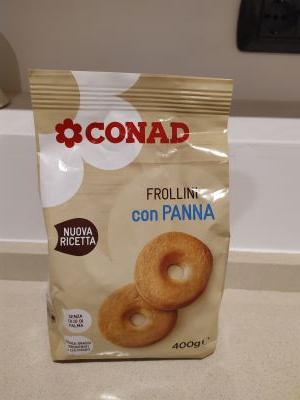 CONAD
FROLLINI
con PANNA
NUOVA
RICETTA
SENZA
OLIO DI
PALMA
400g e